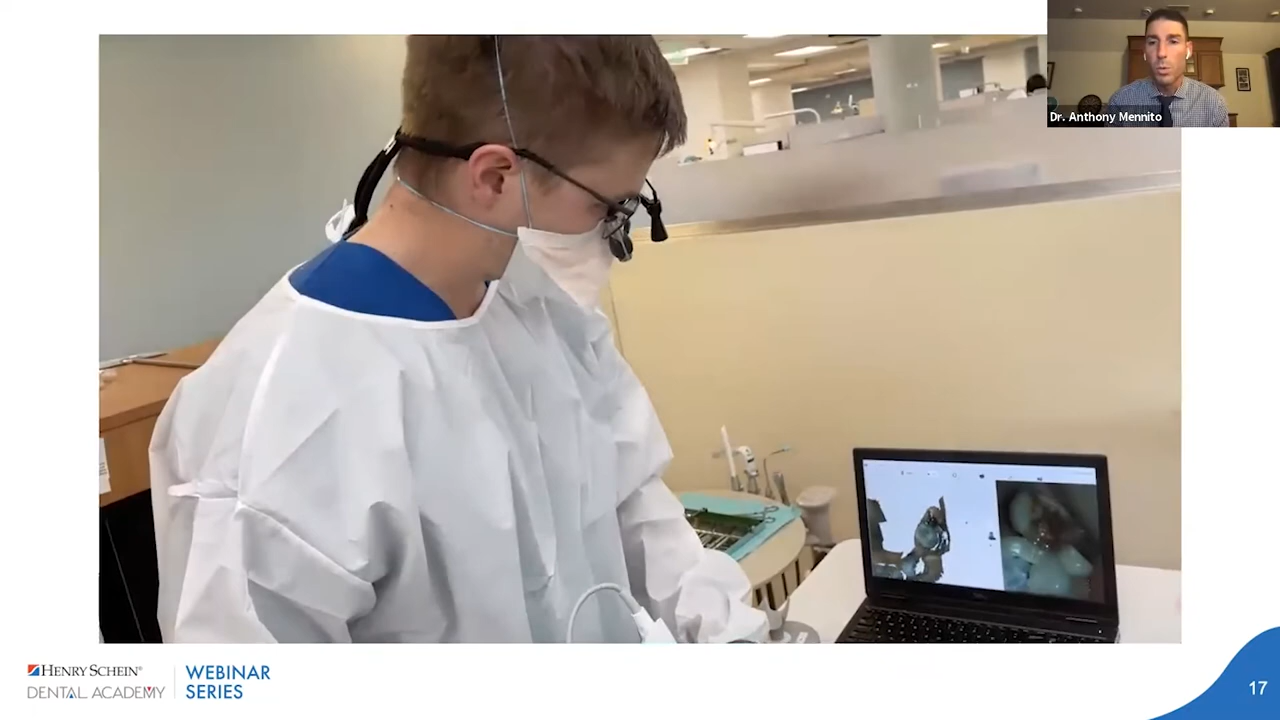 Dr. Anthony Mennito
HENRY SCHEIN®
DENTAL ACADEMY
WEBINAR
SERIES
17